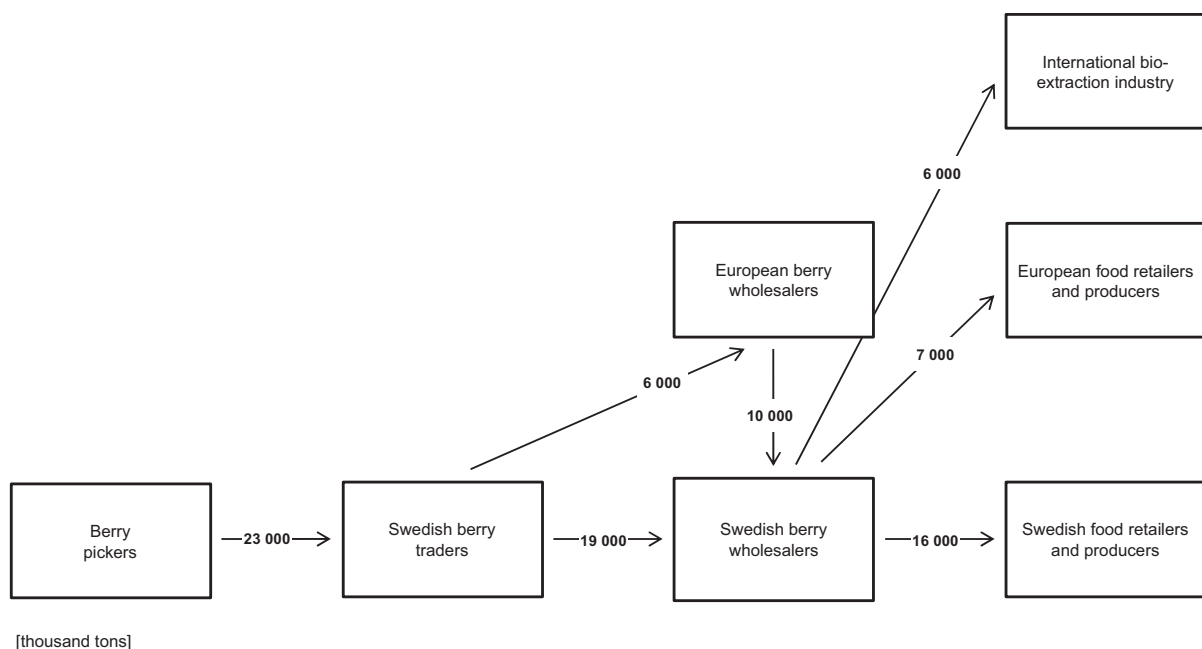 International bio-
extraction industry
6 000
European berry
wholesalers
European food retailers
and producers
7 000
6 000
10 000
Berry
pickers
23 000
Swedish berry
traders
19 000
Swedish berry
wholesalers
16 000
Swedish food retailers
and producers
[thousand tons]